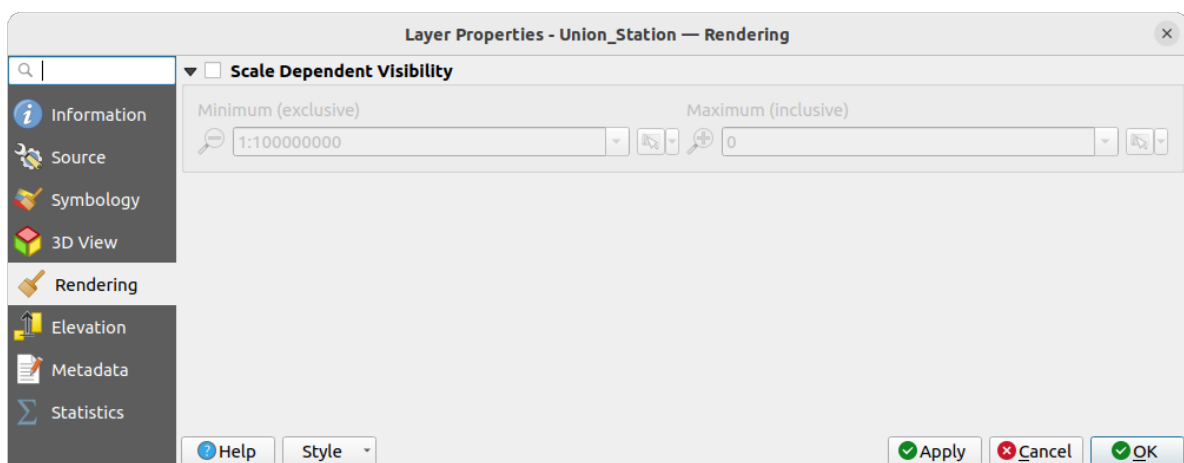 Layer Properties - Union_Station — Rendering
Scale Dependent Visibility
Information
Source
Symbology
3D View
Rendering
Elevation
Metadata
Statistics
Minimum (exclusive)
Maximum (inclusive)
1:100000000
0
Help
Style
Apply
Cancel
OK